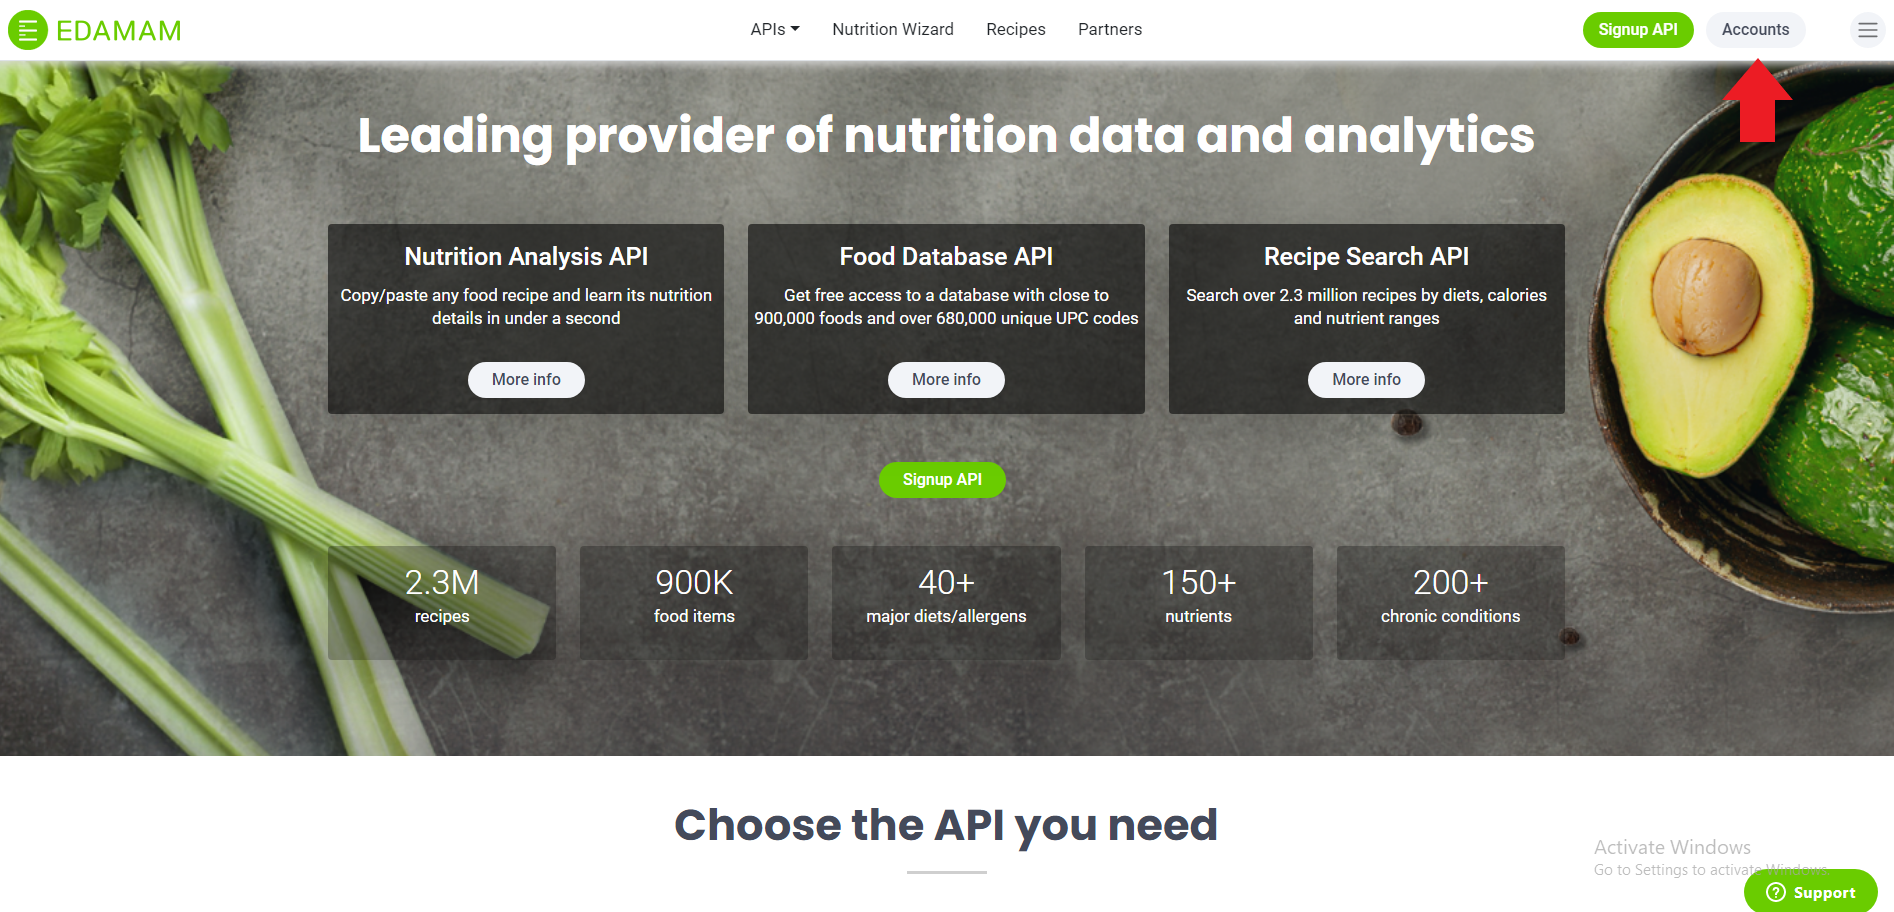 EDAMAM
APIs
Nutrition Wizard
Recipes
Partners
Signup API
Accounts
Leading provider of nutrition data and analytics
Nutrition Analysis API
Copy/paste any food recipe and learn its nutrition
details in under a second
More info
Food Database API
Get free access to a database with close to
900,000 foods and over 680,000 unique UPC codes
More info
Recipe Search API
Search over 2.3 million recipes by diets, calories
and nutrient ranges
More info
Signup API
2.3M
recipes
900K
food items
40+
major diets/allergens
150+
nutrients
200+
chronic conditions
Choose the API you need
Activate Windows
Go to Settings to activate Windows.
? Support